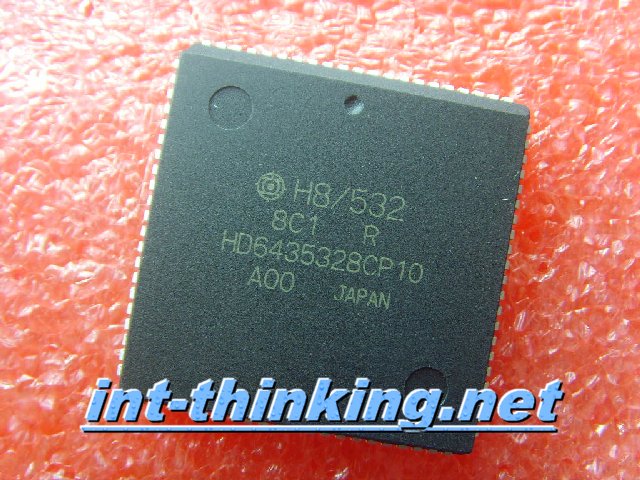 H8/532
8C1 R
HD6435328CP10
A00 JAPAN
int-thinking.net